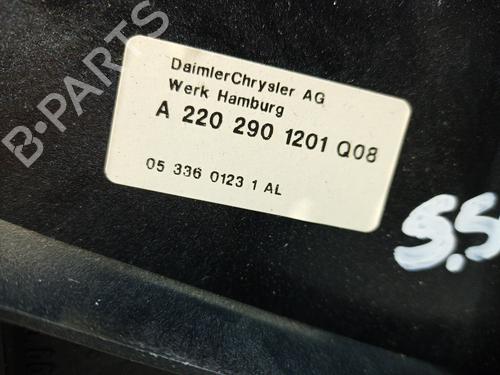 B-PARTS
DaimlerChrysler AG
Werk Hamburg
A 220 290 1201 Q08
05 336 0123 1 AL
S.S